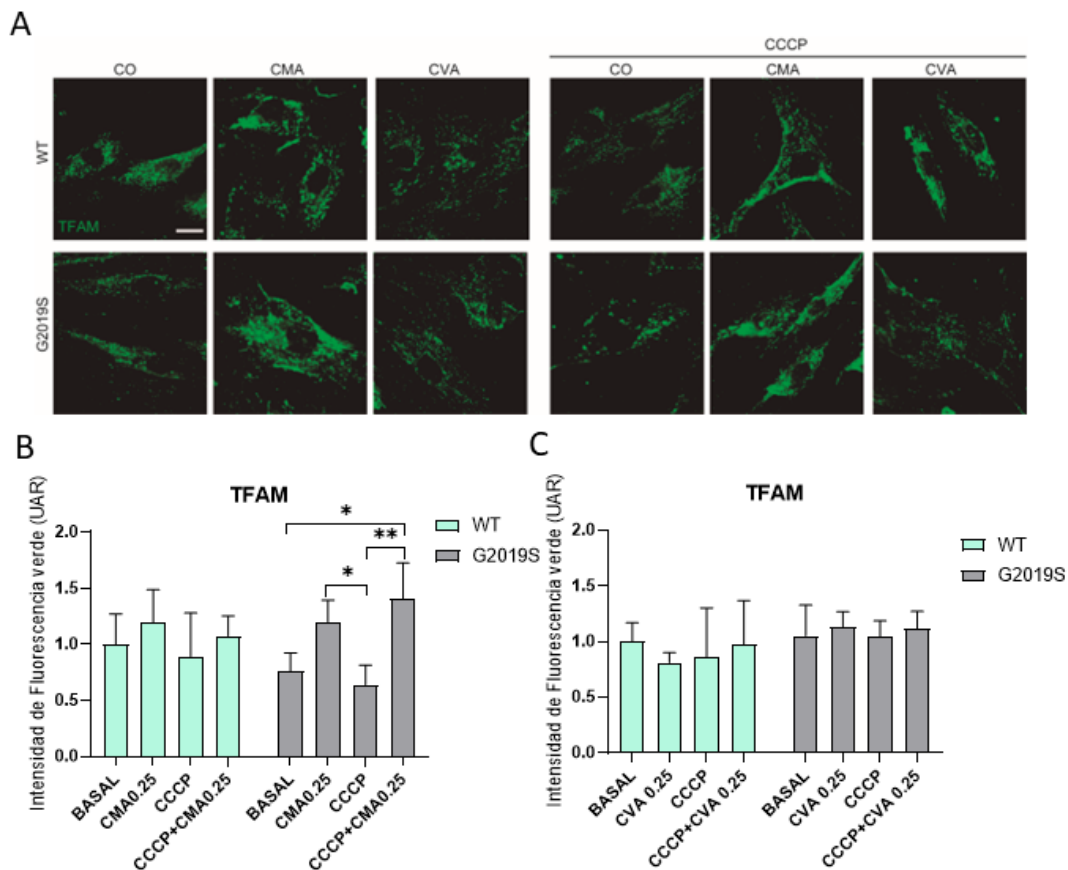 A
CCCP
CO CMA CVA CO CMA CVA
WT
TFAM
G2019S
B
TFAM
Intensidad de Fluorescencia verde (UAR)
2.0
1.5
1.0
0.5
0.0
* ** *
WT
G2019S
BASAL CMA0.25 CCCP CCCP+CMA0.25 BASAL CMA0.25 CCCP CCCP+CMA0.25
C
TFAM
Intensidad de Fluorescencia verde (UAR)
2.0
1.5
1.0
0.5
0.0
WT
G2019S
BASAL CVA 0.25 CCCP CCCP+CVA 0.25 BASAL CVA 0.25 CCCP CCCP+CVA 0.25